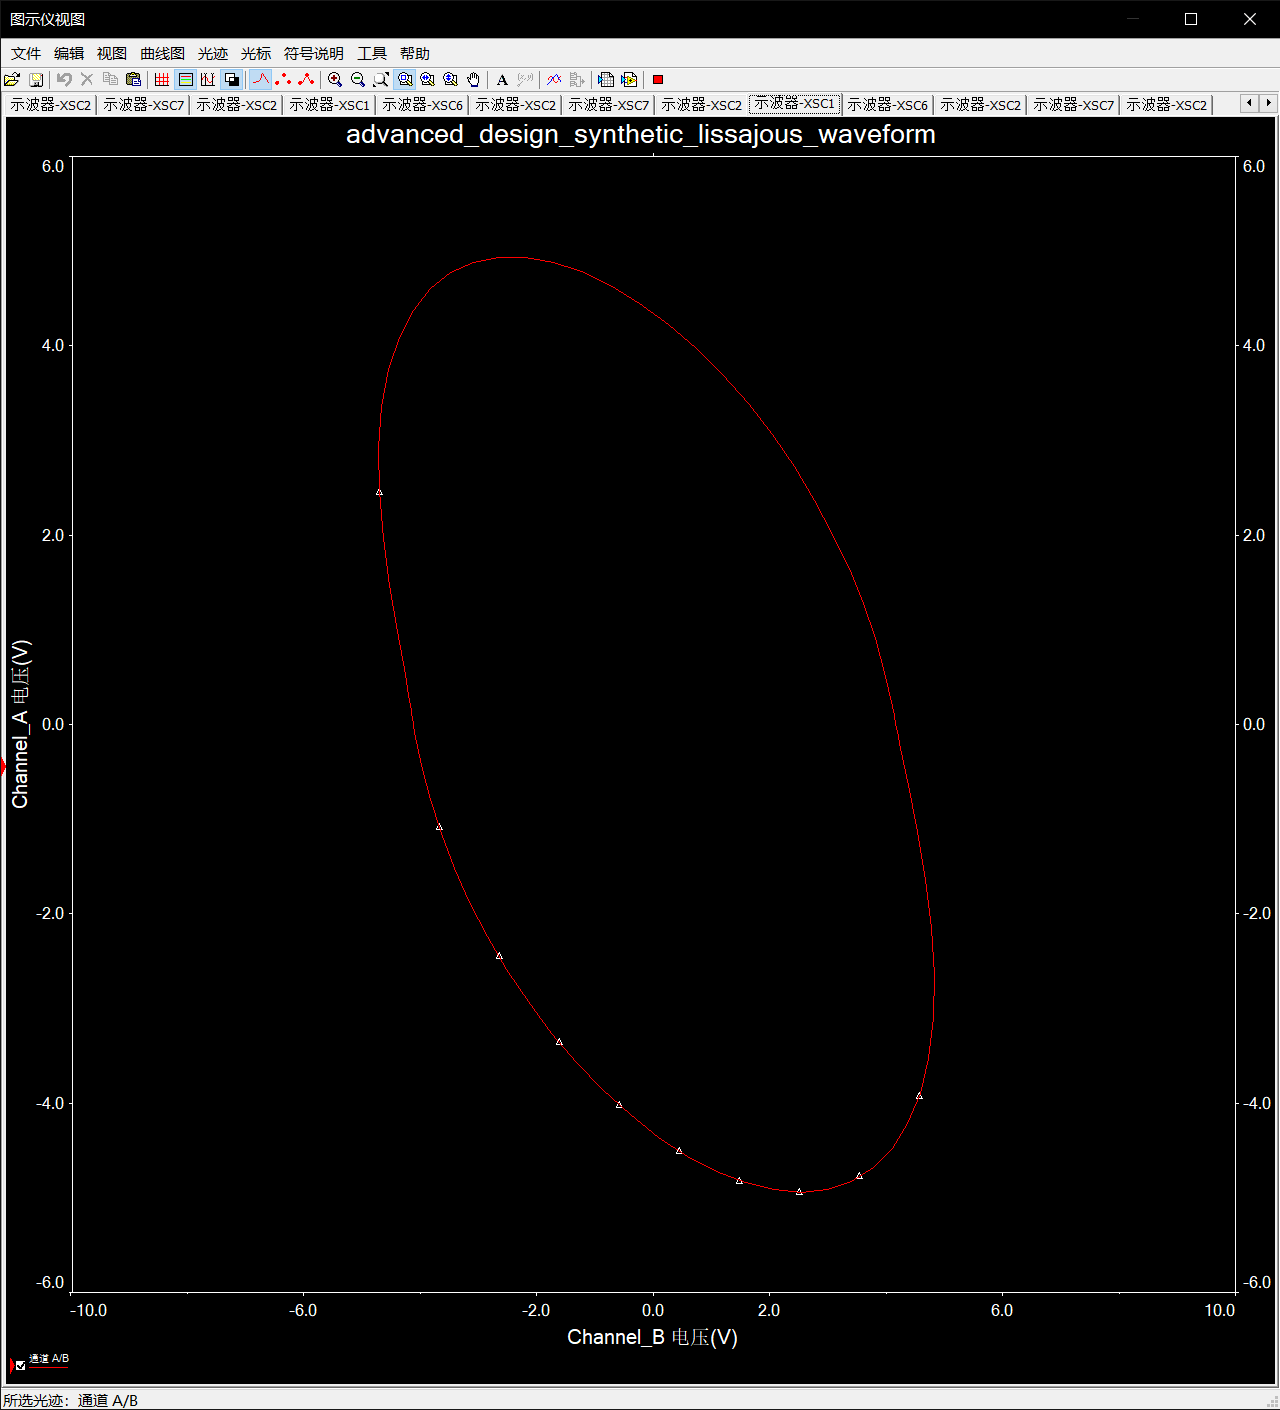 图示仪视图
文件 编辑 视图 曲线图 光迹 光标 符号说明 工具 帮助
A
示波器-XSC2 示波器-XSC7 示波器-XSC2 示波器-XSC1 示波器-XSC6 示波器-XSC2 示波器-XSC7 示波器-XSC2 示波器-XSC1 示波器-XSC6 示波器-XSC2 示波器-XSC7 示波器-XSC2
advanced_design_synthetic_lissajous_waveform
6.0 6.0
4.0 4.0
2.0 2.0
0.0 0.0
-2.0 -2.0
-4.0 -4.0
-6.0 -6.0
Channel_A 电压(V)
-10.0 -6.0 -2.0 0.0 2.0 6.0 10.0
Channel_B 电压(V)
通道 A/B
所选光迹：通道 A/B